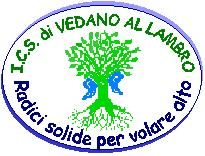 I.C.S. di VEDANO AL LAMBRO
Radici solide per volare alto